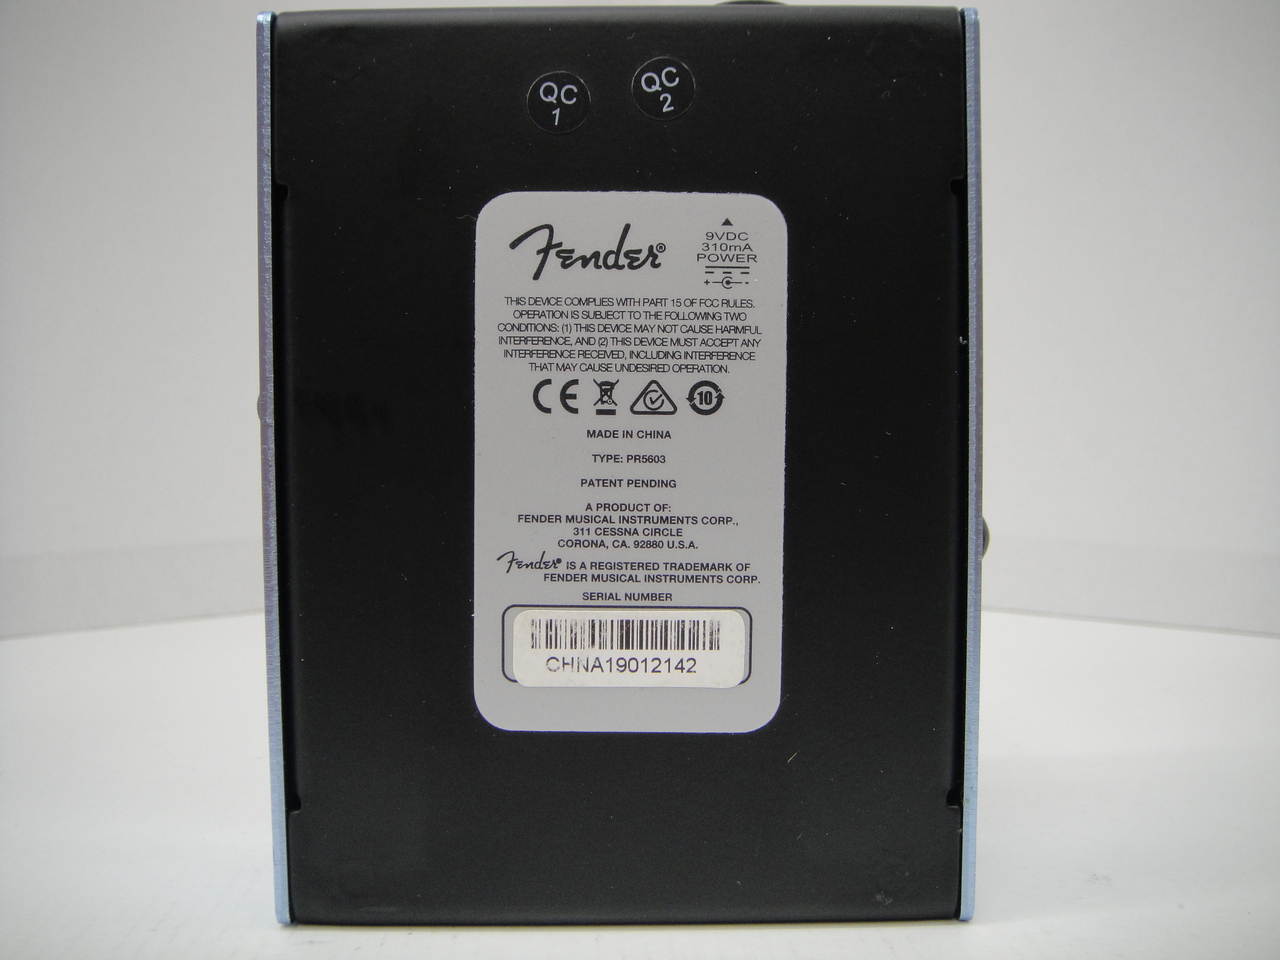 QC
1
QC
2
Fender®
9VDC
310mA
POWER
+ -
THIS DEVICE COMPLIES WITH PART 15 OF FCC RULES.
OPERATION IS SUBJECT TO THE FOLLOWING TWO
CONDITIONS: (1) THIS DEVICE MAY NOT CAUSE HARMFUL
INTERFERENCE, AND (2) THIS DEVICE MUST ACCEPT ANY
INTERFERENCE RECEIVED, INCLUDING INTERFERENCE
THAT MAY CAUSE UNDESIRED OPERATION.
CE 10
MADE IN CHINA
TYPE: PR5603
PATENT PENDING
A PRODUCT OF:
FENDER MUSICAL INSTRUMENTS CORP.,
311 CESSNA CIRCLE
CORONA, CA. 92880 U.S.A.
Fender® IS A REGISTERED TRADEMARK OF
FENDER MUSICAL INSTRUMENTS CORP.
SERIAL NUMBER
CHNA19012142